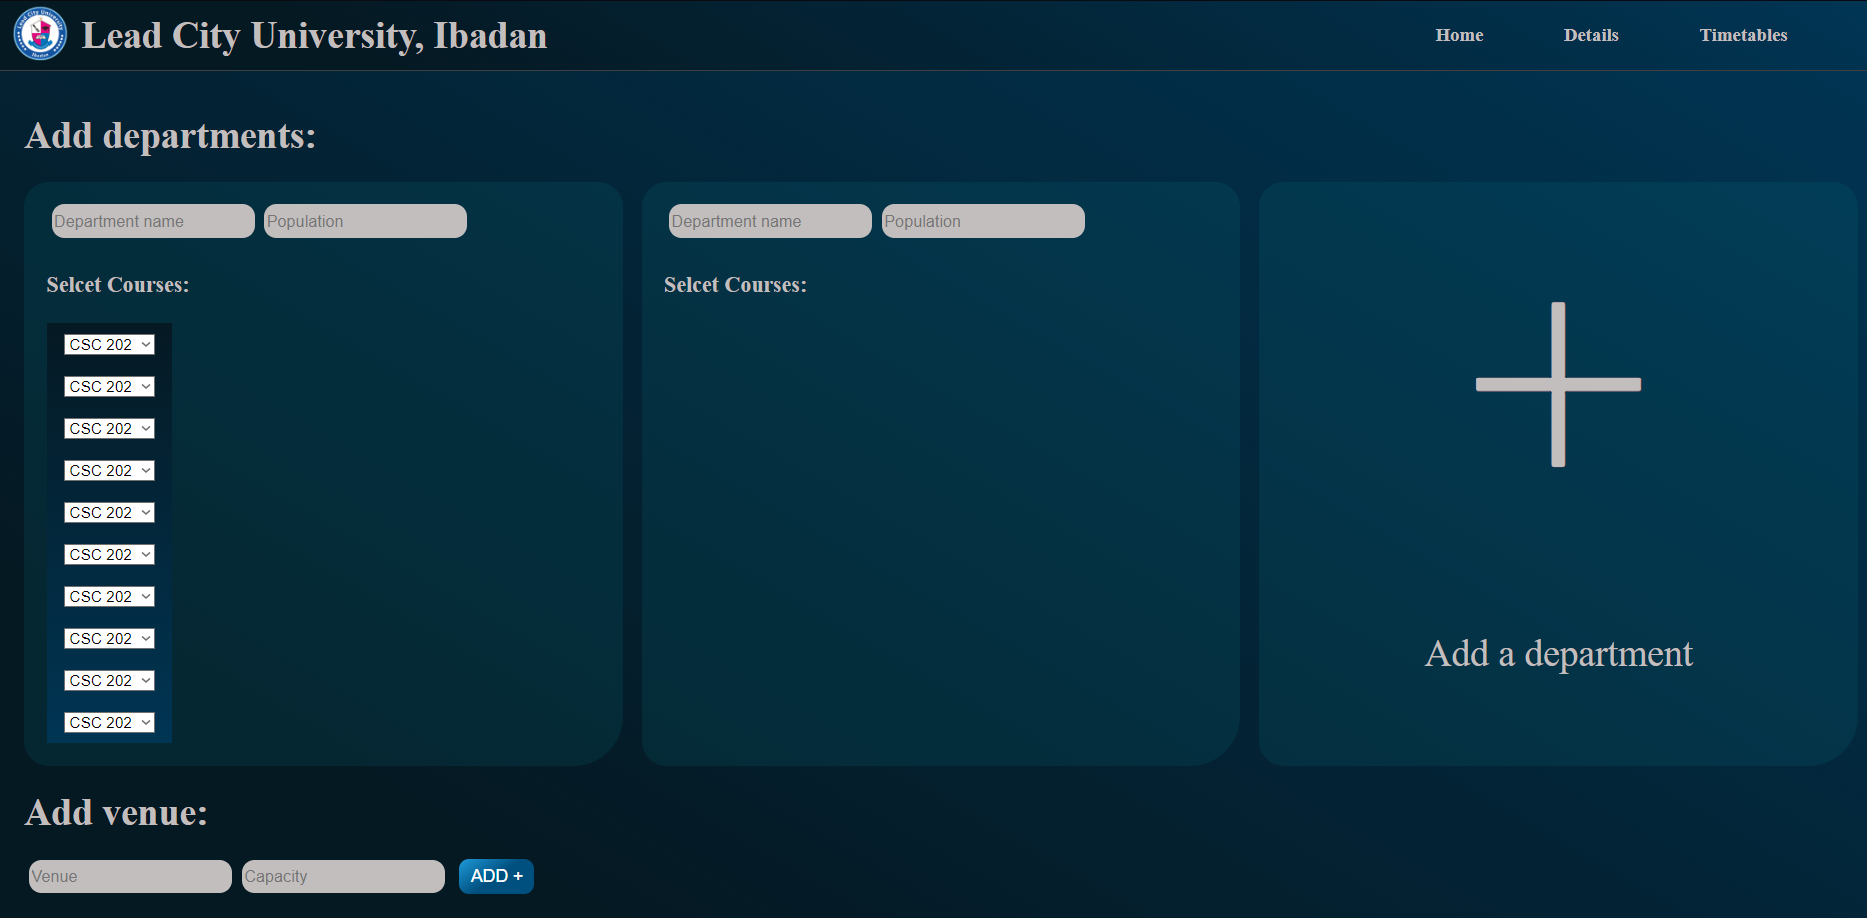 Lead City University, Ibadan
Home
Details
Timetables
Add departments:
Department name
Population
Selcet Courses:
CSC 202
CSC 202
CSC 202
CSC 202
CSC 202
CSC 202
CSC 202
CSC 202
CSC 202
CSC 202
Department name
Population
Selcet Courses:
Add a department
Add venue:
Venue
Capacity
ADD +